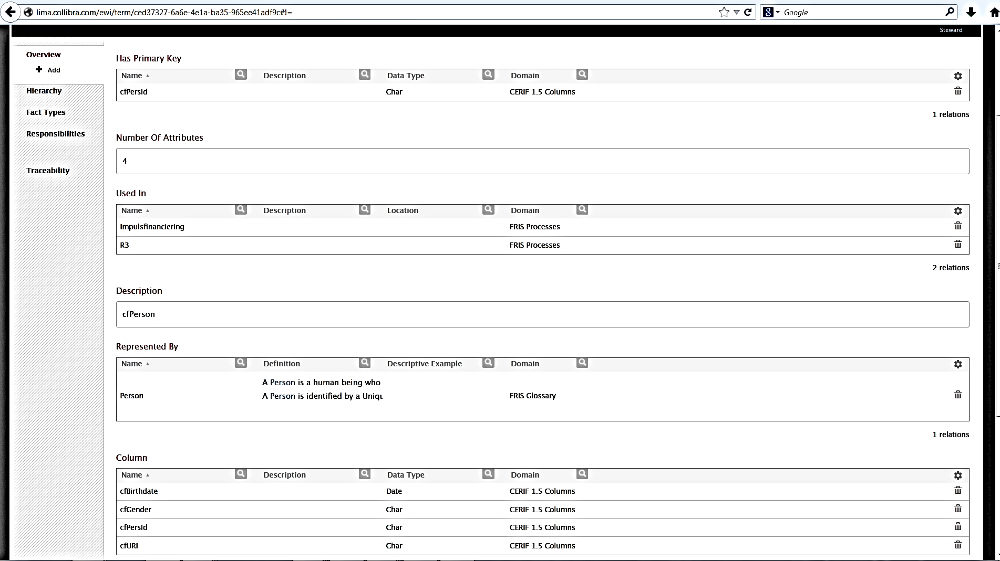 lima.collibra.com/ewi/term/ced37327-6a6e-4e1a-ba35-965ee41adf9c#!=
Google
Steward
Overview
Add
Hierarchy
Fact Types
Responsibilities
Traceability
Has Primary Key
Name Description Data Type Domain
cfPersId Char CERIF 1.5 Columns
1 relations
Number Of Attributes
4
Used In
Name Description Location Domain
Impulsfinanciering FRIS Processes
R3 FRIS Processes
2 relations
Description
cfPerson
Represented By
Name Definition Descriptive Example Domain
A Person is a human being who
Person A Person is identified by a Uniqu FRIS Glossary
1 relations
Column
Name Description Data Type Domain
cfBirthdate Date CERIF 1.5 Columns
cfGender Char CERIF 1.5 Columns
cfPersId Char CERIF 1.5 Columns
cfURI Char CERIF 1.5 Columns